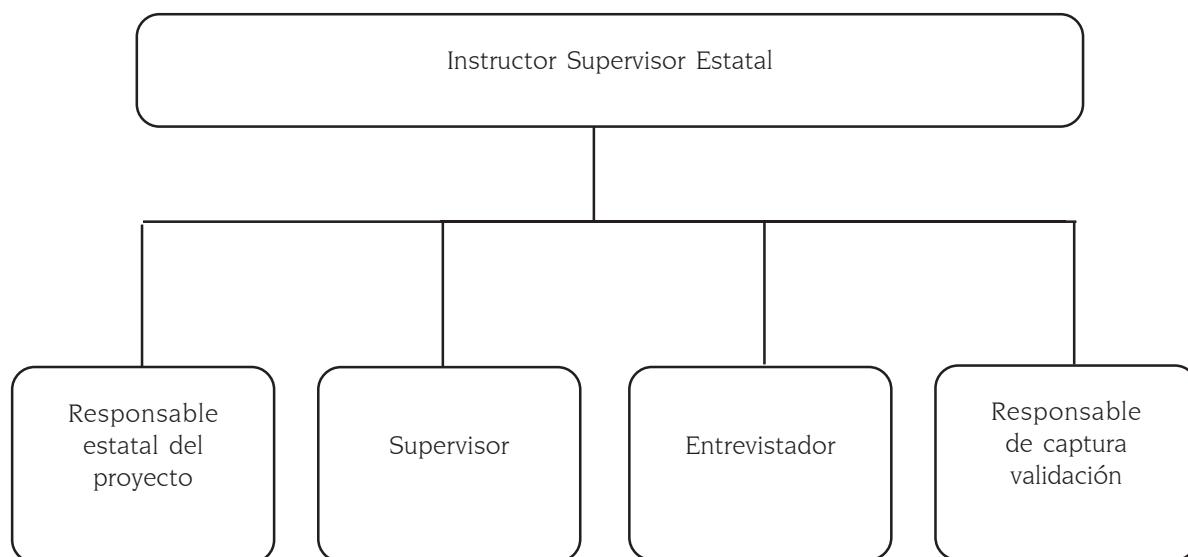 Instructor Supervisor Estatal
Responsable
estatal del
proyecto
Supervisor
Entrevistador
Responsable
de captura
validación